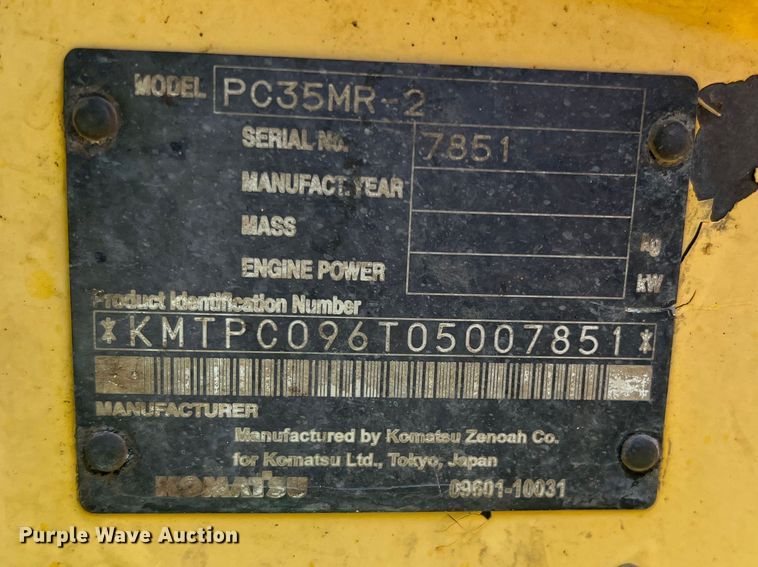 MODEL PC35MR-2
SERIAL No. 7851
MANUFACT.YEAR
MASS kg
ENGINE POWER kW
Product Identification Number
*KMTPC096T05007851*
MANUFACTURER
Manufactured by Komatsu Zenoah Co.
for Komatsu Ltd., Tokyo, Japan
KOMATSU 09601-10031
Purple Wave Auction